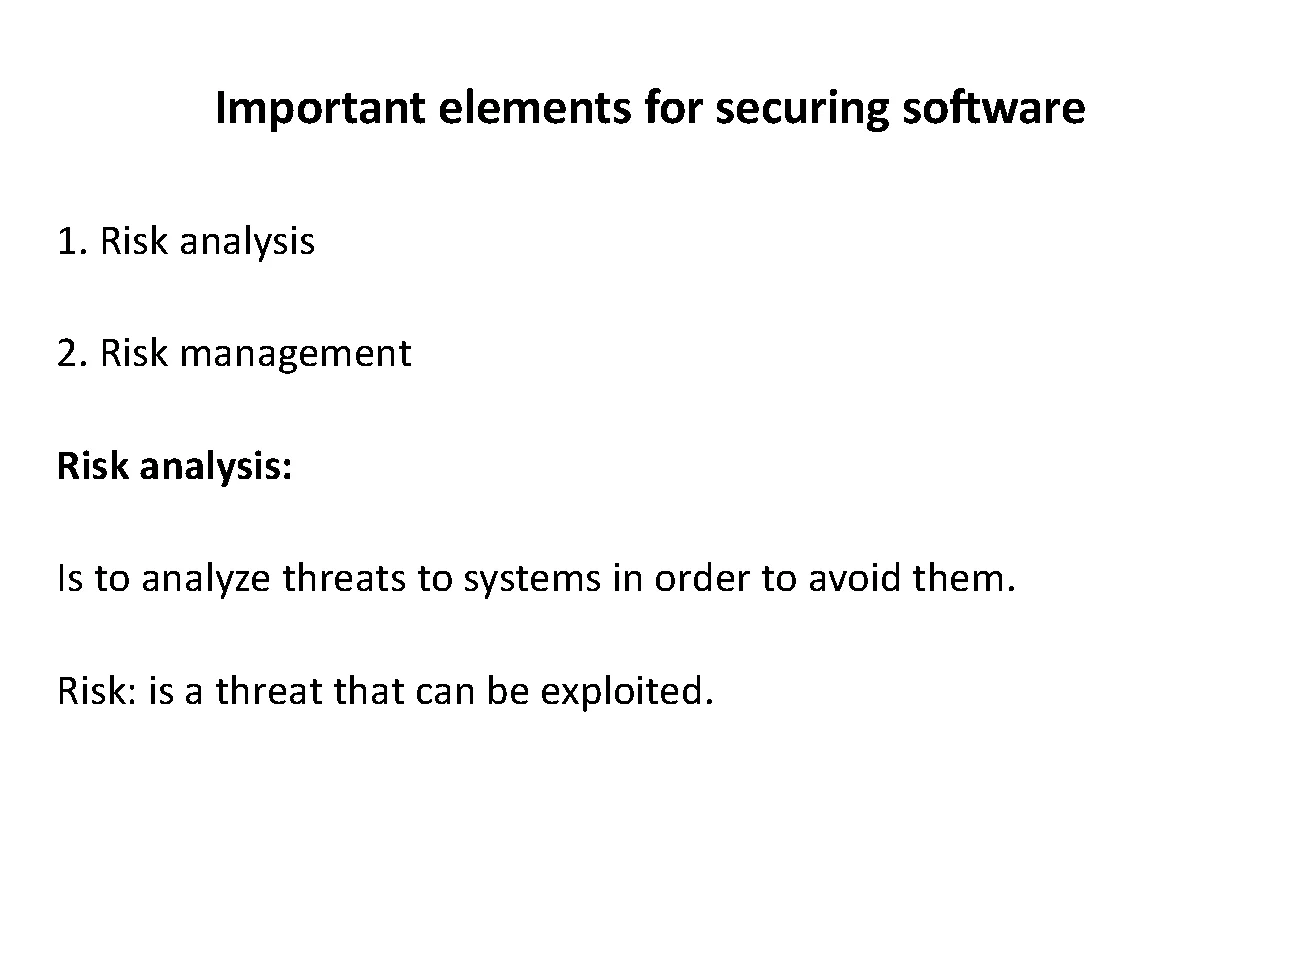 Important elements for securing software
1. Risk analysis
2. Risk management
Risk analysis:
Is to analyze threats to systems in order to avoid them.
Risk: is a threat that can be exploited.